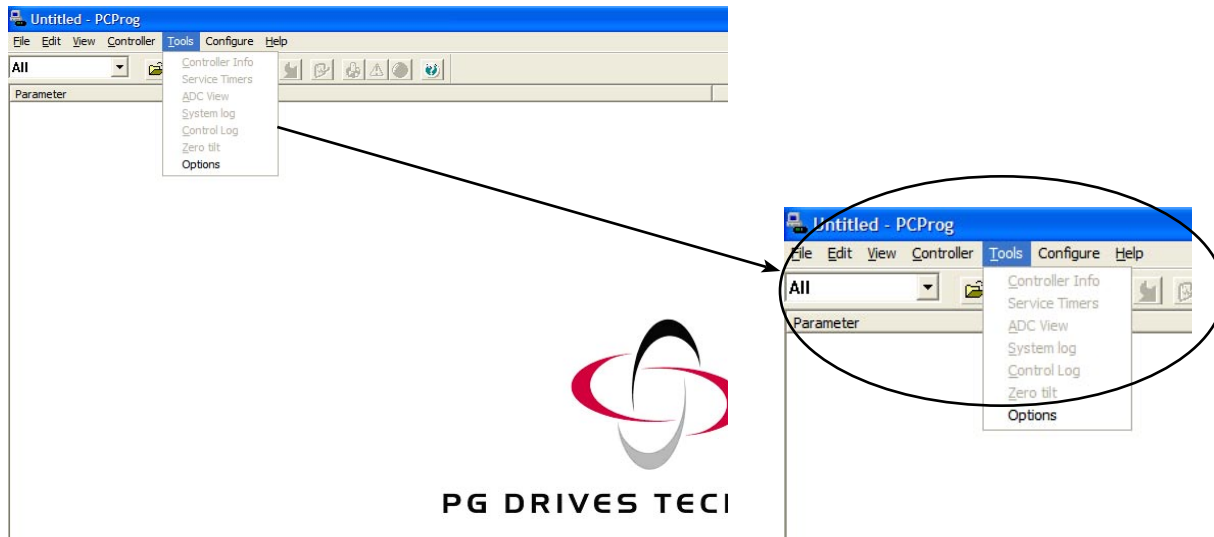 Untitled - PCProg
File Edit View Controller Tools Configure Help
All
Controller Info
Service Timers
Parameter
ADC View
System log
Control Log
Zero tilt
Options
PG DRIVES TECH
Untitled - PCProg
File Edit View Controller Tools Configure Help
All
Controller Info
Service Timers
Parameter
ADC View
System log
Control Log
Zero tilt
Options